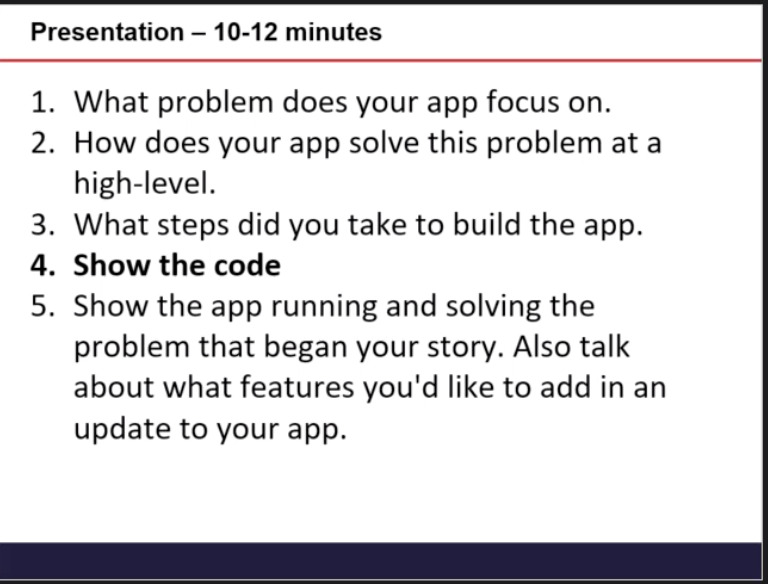 Presentation – 10-12 minutes
1. What problem does your app focus on.
2. How does your app solve this problem at a
high-level.
3. What steps did you take to build the app.
4. Show the code
5. Show the app running and solving the
problem that began your story. Also talk
about what features you'd like to add in an
update to your app.